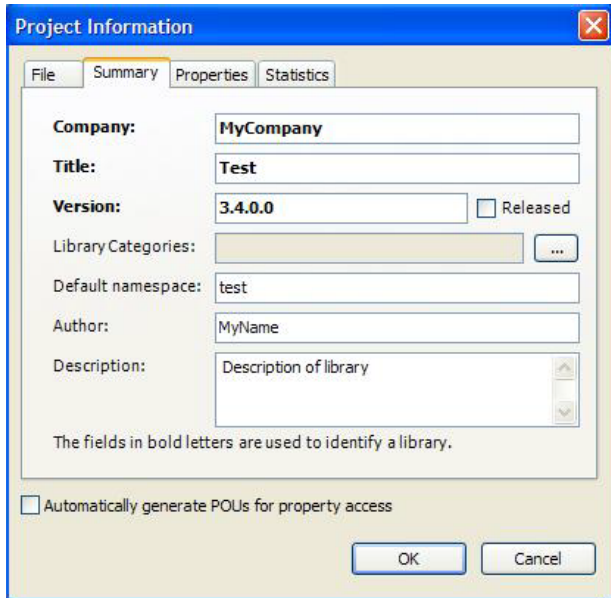 Project Information
File Summary Properties Statistics
Company: MyCompany
Title: Test
Version: 3.4.0.0 Released
Library Categories: ...
Default namespace: test
Author: MyName
Description: Description of library
The fields in bold letters are used to identify a library.
Automatically generate POUs for property access
OK Cancel